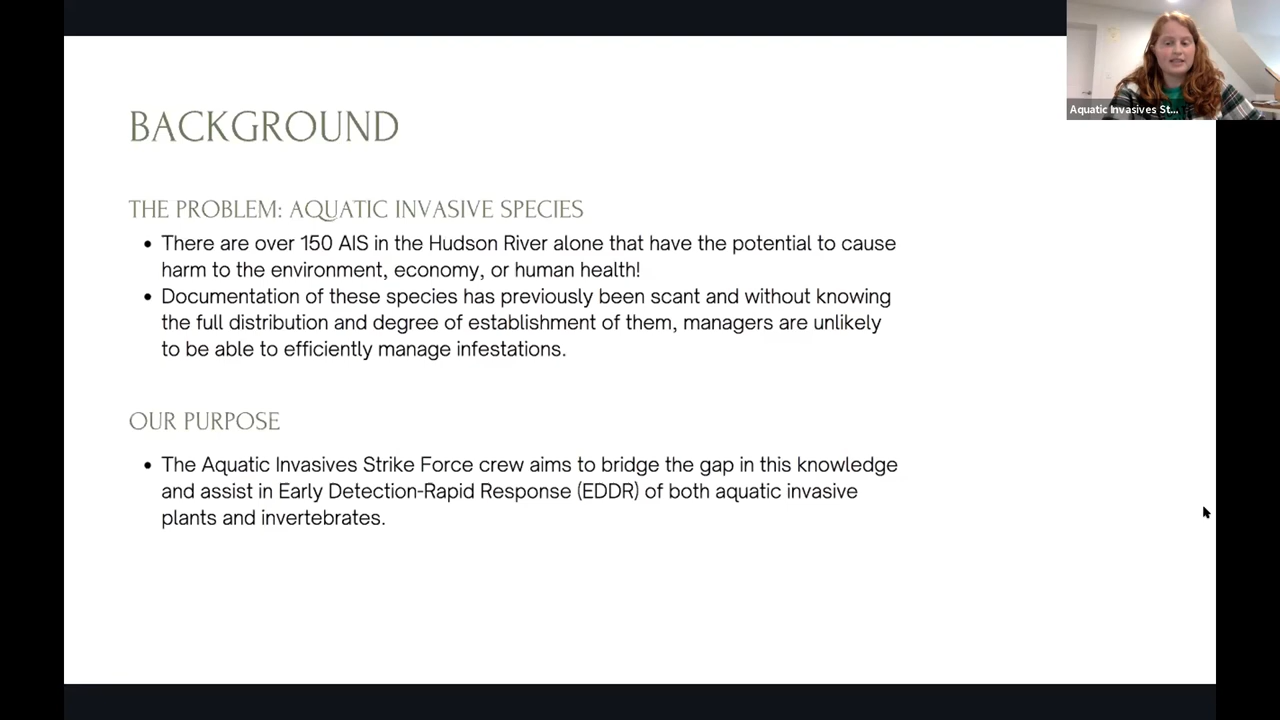 Aquatic Invasives St...
BACKGROUND
THE PROBLEM: AQUATIC INVASIVE SPECIES
• There are over 150 AIS in the Hudson River alone that have the potential to cause
harm to the environment, economy, or human health!
• Documentation of these species has previously been scant and without knowing
the full distribution and degree of establishment of them, managers are unlikely
to be able to efficiently manage infestations.
OUR PURPOSE
• The Aquatic Invasives Strike Force crew aims to bridge the gap in this knowledge
and assist in Early Detection-Rapid Response (EDDR) of both aquatic invasive
plants and invertebrates.